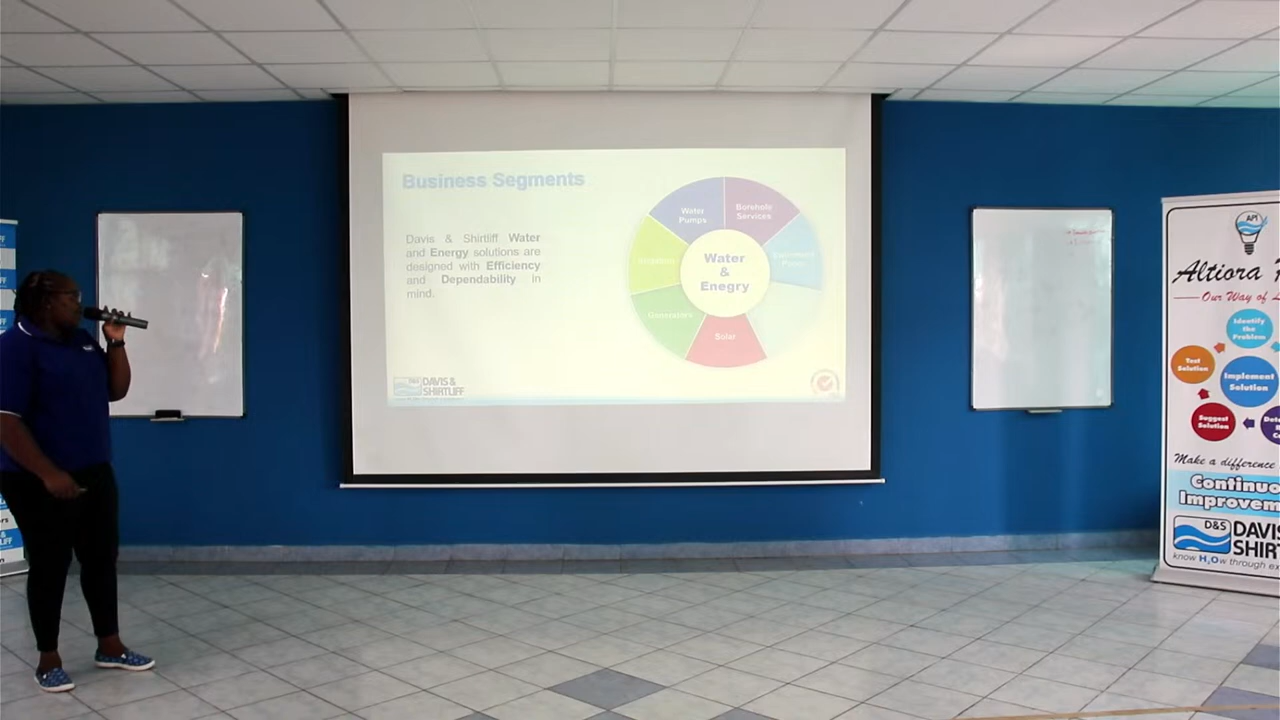 Business Segments
Davis & Shirtliff Water
and Energy solutions are
designed with Efficiency
and Dependability in
mind.
Water
Pumps
Borehole
Services
Generators
Solar
Water
&
Enegry
D&S
DAVIS &
SHIRTLIFF
API
Altiora
Our Way of
Identify
the
Problem
Test
Solution
Implement
Solution
Suggest
Solution
Make a difference
Continuo
Improvem
D&S
DAVIS
SHIRT
know H₂Ow through ex